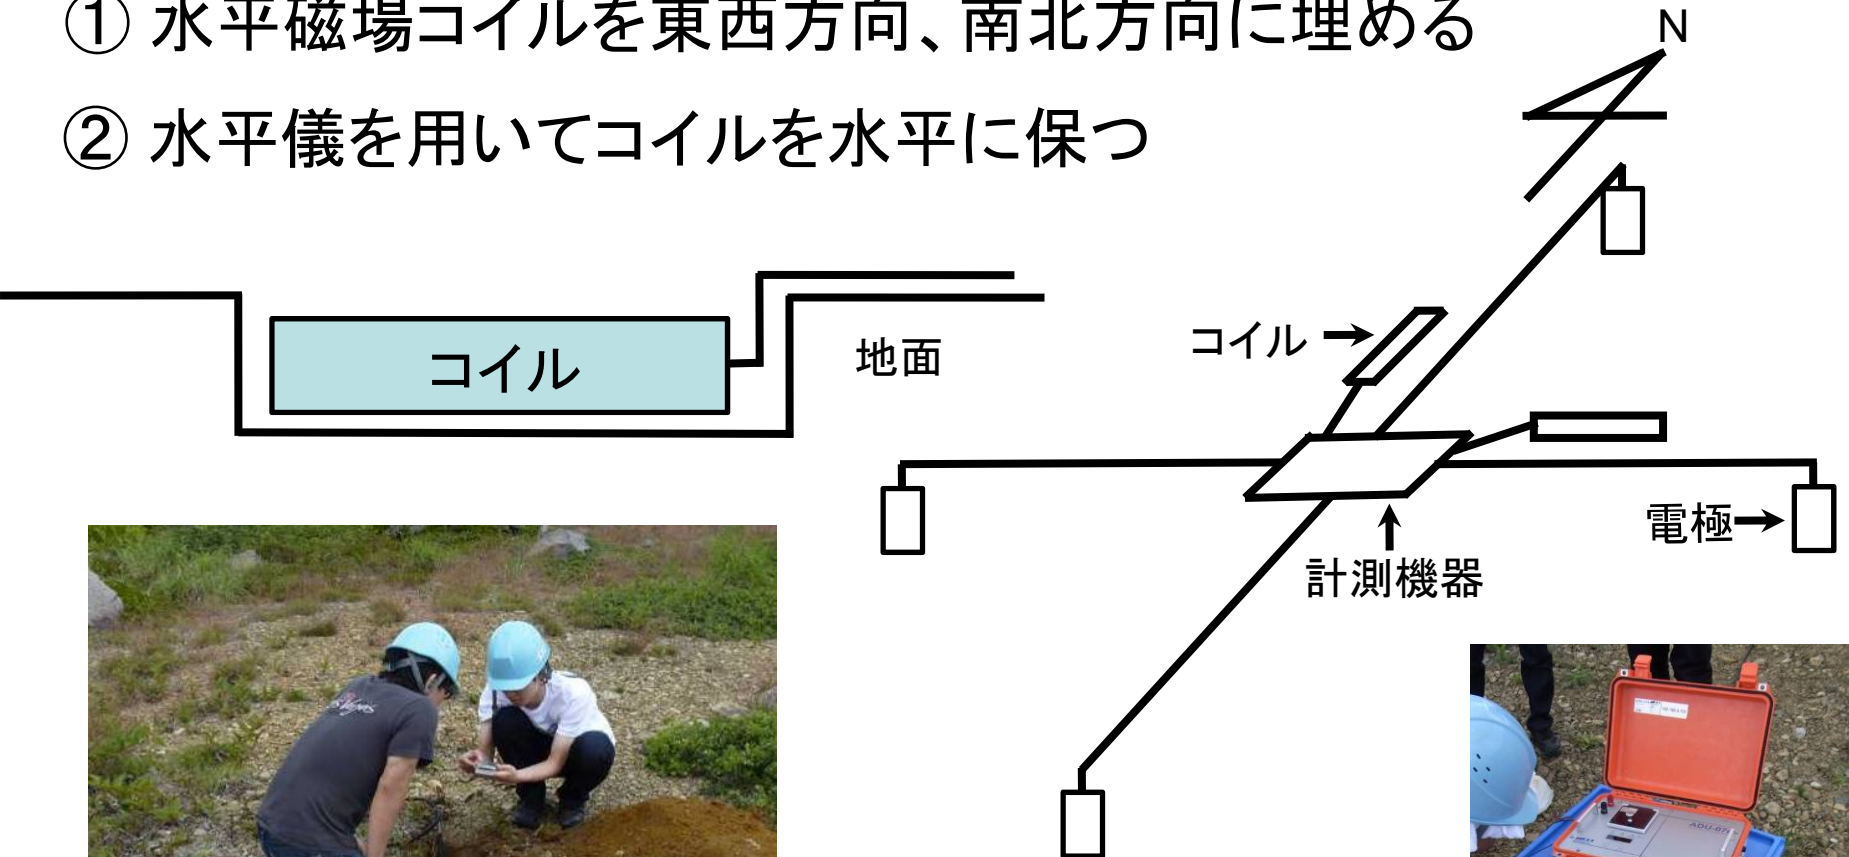 ① 水平磁場コイルを東西方向、南北方向に埋める
② 水平儀を用いてコイルを水平に保つ
N
コイル
地面
コイル
電極
計測機器